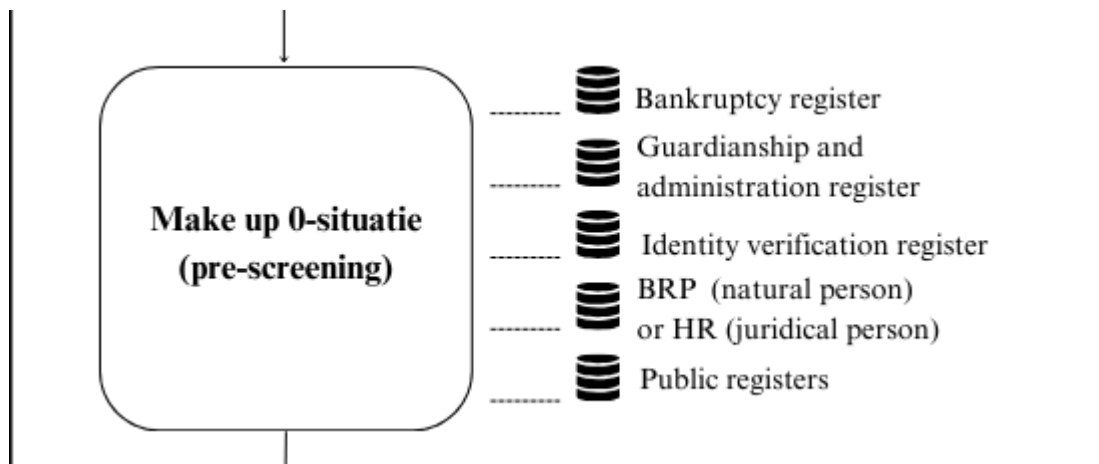 Make up 0-situatie
(pre-screening)
Bankruptcy register
Guardianship and
administration register
Identity verification register
BRP (natural person)
or HR (juridical person)
Public registers